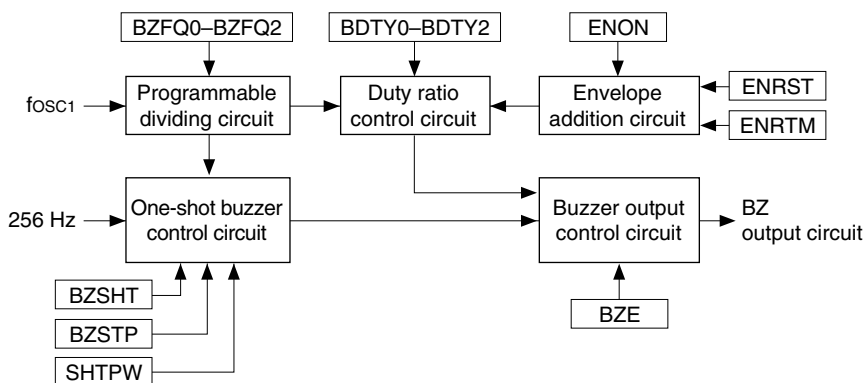 BZFQ0–BZFQ2
BDTY0–BDTY2
ENON
fOSC1
Programmable
dividing circuit
Duty ratio
control circuit
Envelope
addition circuit
ENRST
ENRTM
256 Hz
One-shot buzzer
control circuit
Buzzer output
control circuit
BZ
output circuit
BZSHT
BZSTP
SHTPW
BZE